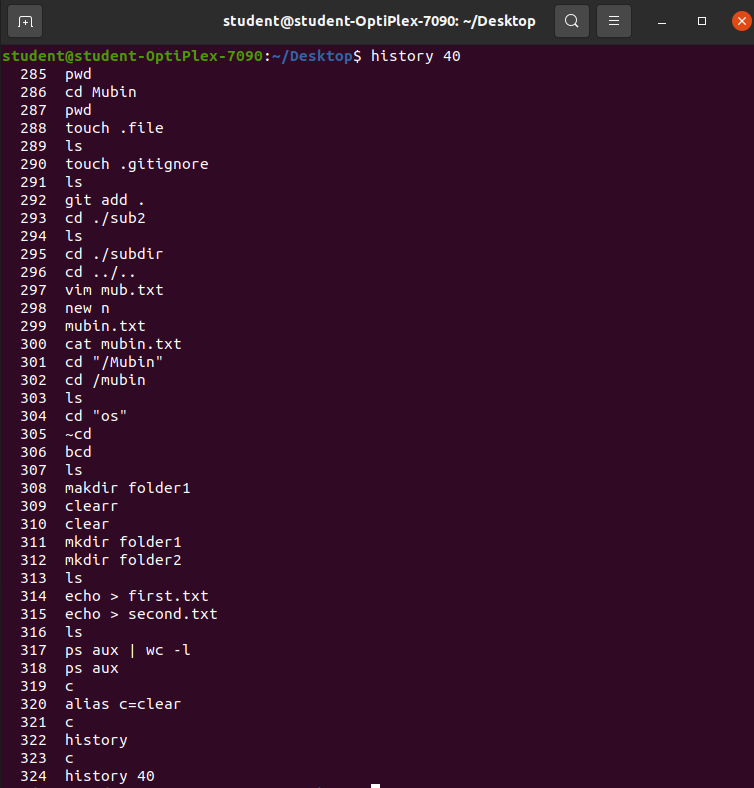 student@student-OptiPlex-7090: ~/Desktop
student@student-OptiPlex-7090:~/Desktop$ history 40
285 pwd
286 cd Mubin
287 pwd
288 touch .file
289 ls
290 touch .gitignore
291 ls
292 git add .
293 cd ./sub2
294 ls
295 cd ./subdir
296 cd ../..
297 vim mub.txt
298 new n
299 mubin.txt
300 cat mubin.txt
301 cd "/Mubin"
302 cd /mubin
303 ls
304 cd "os"
305 ~cd
306 bcd
307 ls
308 makdir folder1
309 clearr
310 clear
311 mkdir folder1
312 mkdir folder2
313 ls
314 echo > first.txt
315 echo > second.txt
316 ls
317 ps aux | wc -l
318 ps aux
319 c
320 alias c=clear
321 c
322 history
323 c
324 history 40